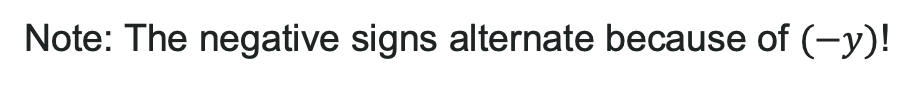 Note: The negative signs alternate because of (−y)!